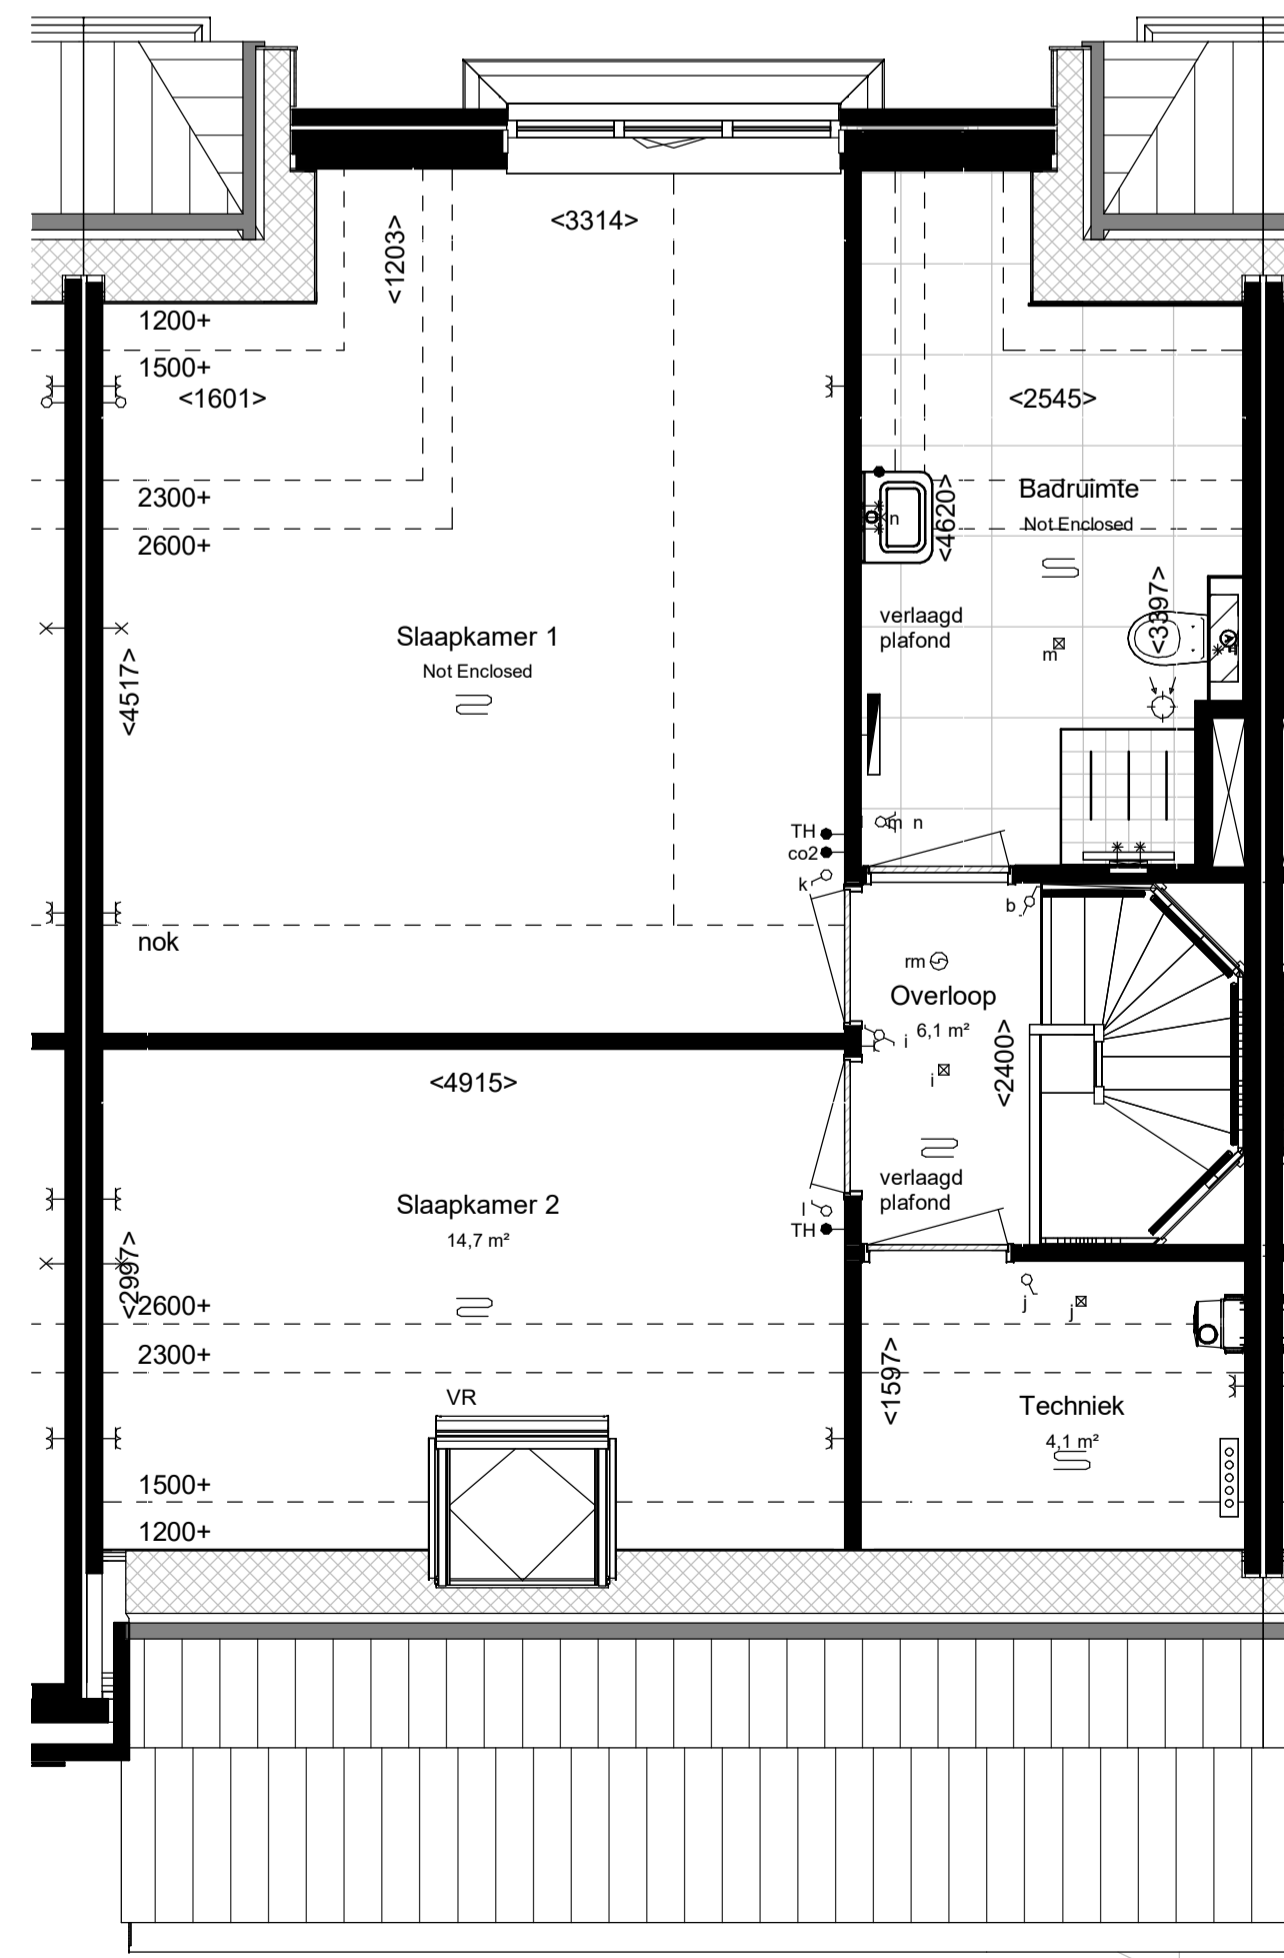 <3314>
<1203>
1200+
1500+
<1601>
<2545>
2300+
2600+
Badruimte
Not Enclosed
<4620>
n
<3397>
verlaagd
plafond
m
Slaapkamer 1
Not Enclosed
<4517>
TH
co2
k
m n
b
nok
rm
Overloop
6,1 m²
i
i
<2400>
<4915>
verlaagd
plafond
Slaapkamer 2
14,7 m²
l
TH
<2997>
2600+
2300+
j
j
<1597>
VR
Techniek
4,1 m²
1500+
1200+